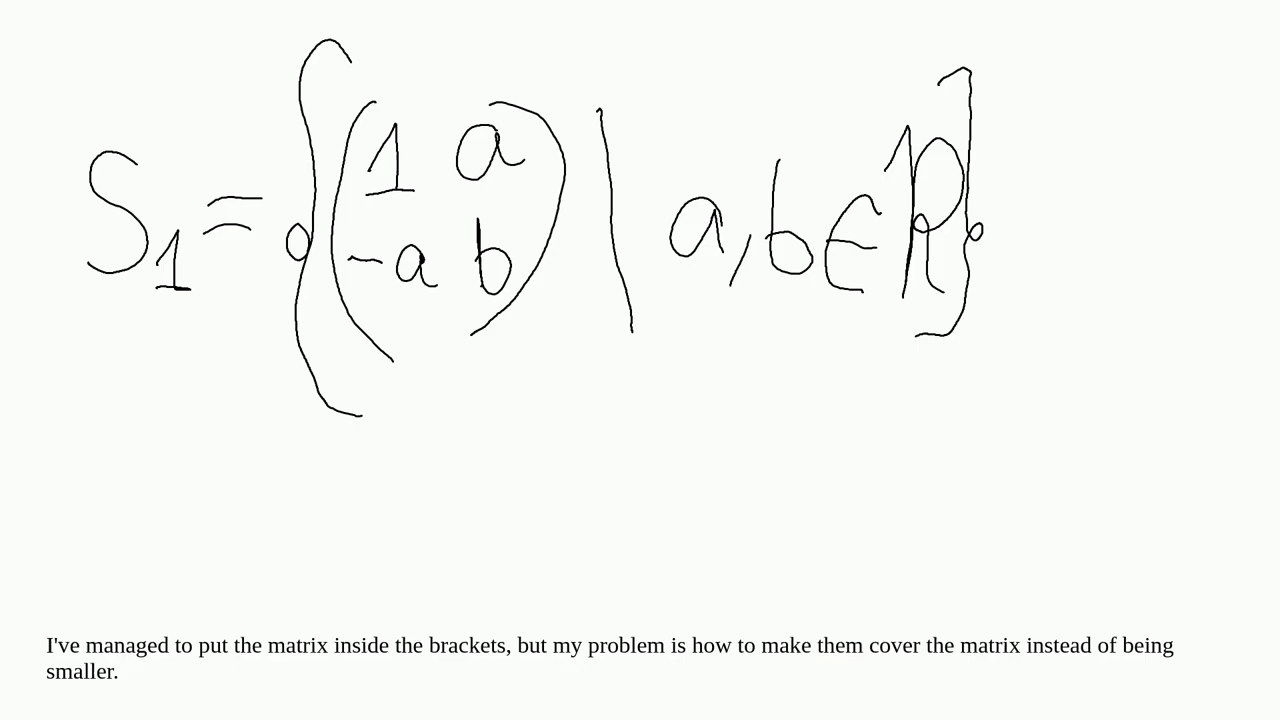 S₁ = { ( 1 a
-a b ) | a, b ∈ ℝ }
I've managed to put the matrix inside the brackets, but my problem is how to make them cover the matrix instead of being
smaller.